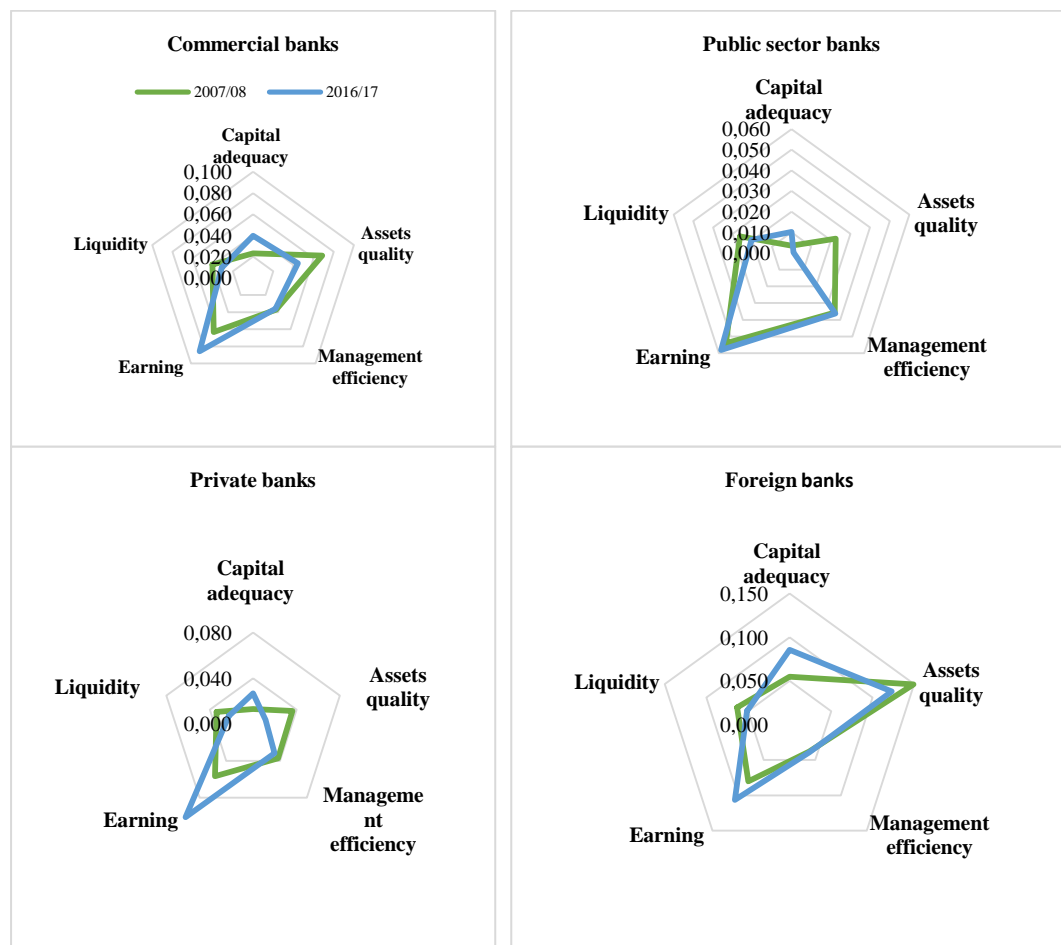 Commercial banks
2007/08
2016/17
Capital
adequacy
0,100
0,080
0,060
0,040
0,020
0,000
Liquidity
Assets
quality
Earning
Management
efficiency
Public sector banks
Capital
adequacy
0,060
0,050
0,040
0,030
0,020
0,010
0,000
Liquidity
Assets
quality
Earning
Management
efficiency
Private banks
Capital
adequacy
0,080
0,040
0,000
Liquidity
Assets
quality
Earning
Manageme
nt
efficiency
Foreign banks
Capital
adequacy
0,150
0,100
0,050
0,000
Liquidity
Assets
quality
Earning
Management
efficiency